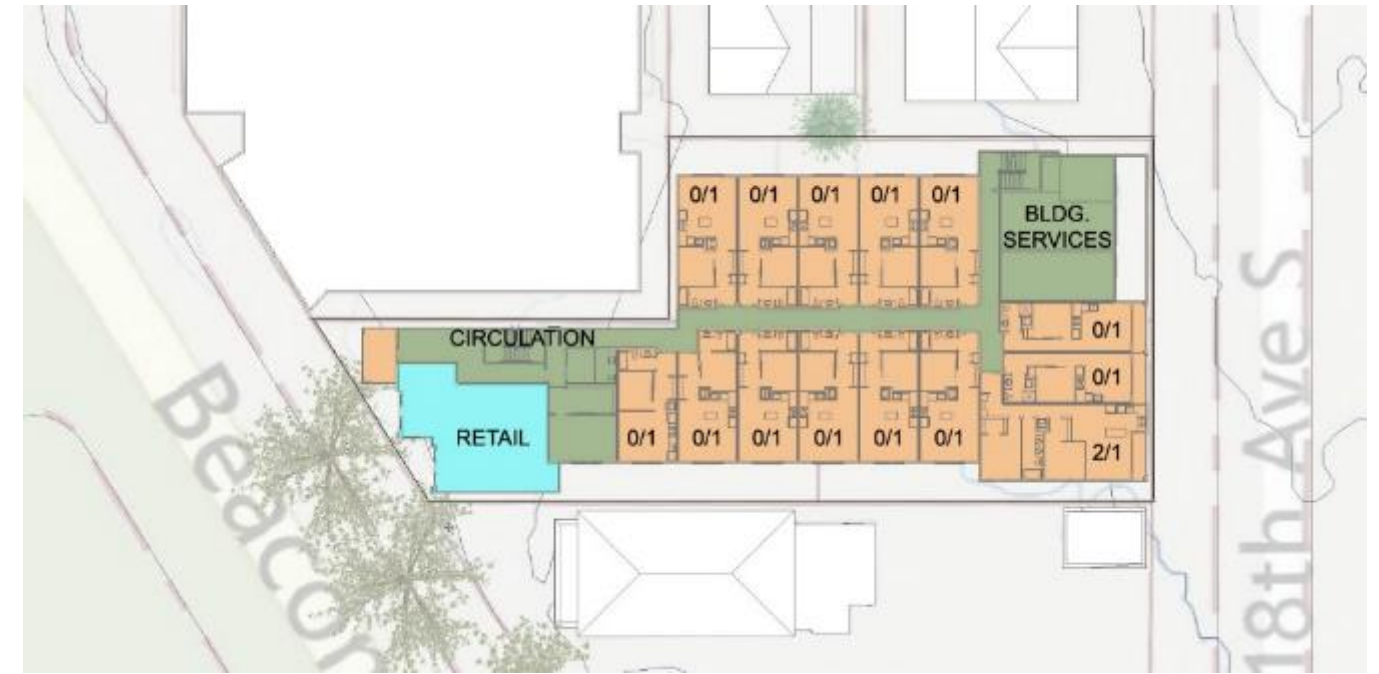 0/1 0/1 0/1 0/1 0/1
BLDG.
SERVICES
CIRCULATION
0/1
0/1
RETAIL
0/1 0/1 0/1 0/1 0/1 0/1
2/1
Beacon
18th Ave S